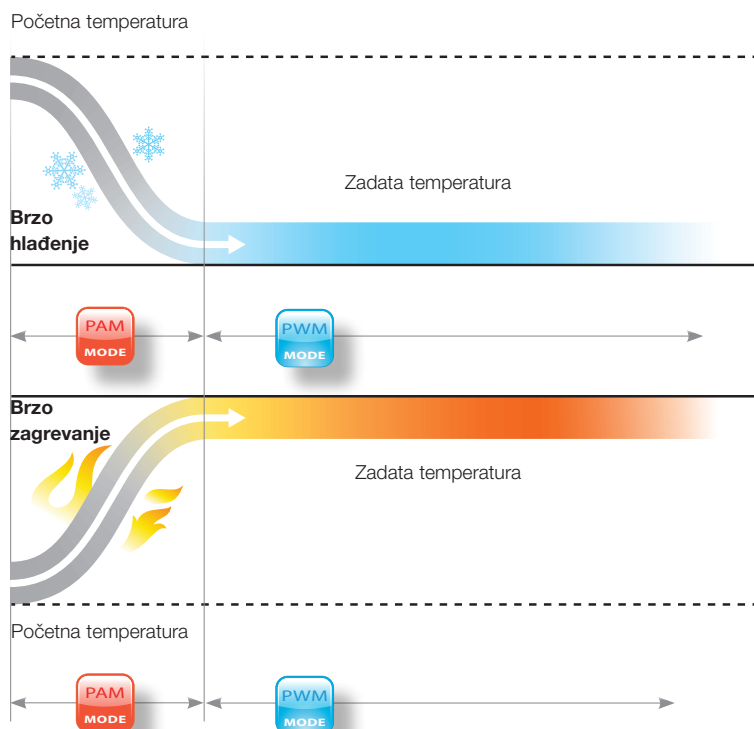 Početna temperatura
Zadata temperatura
Brzo
hlađenje
PAM
MODE
PWM
MODE
Brzo
zagrevanje
Zadata temperatura
Početna temperatura
PAM
MODE
PWM
MODE